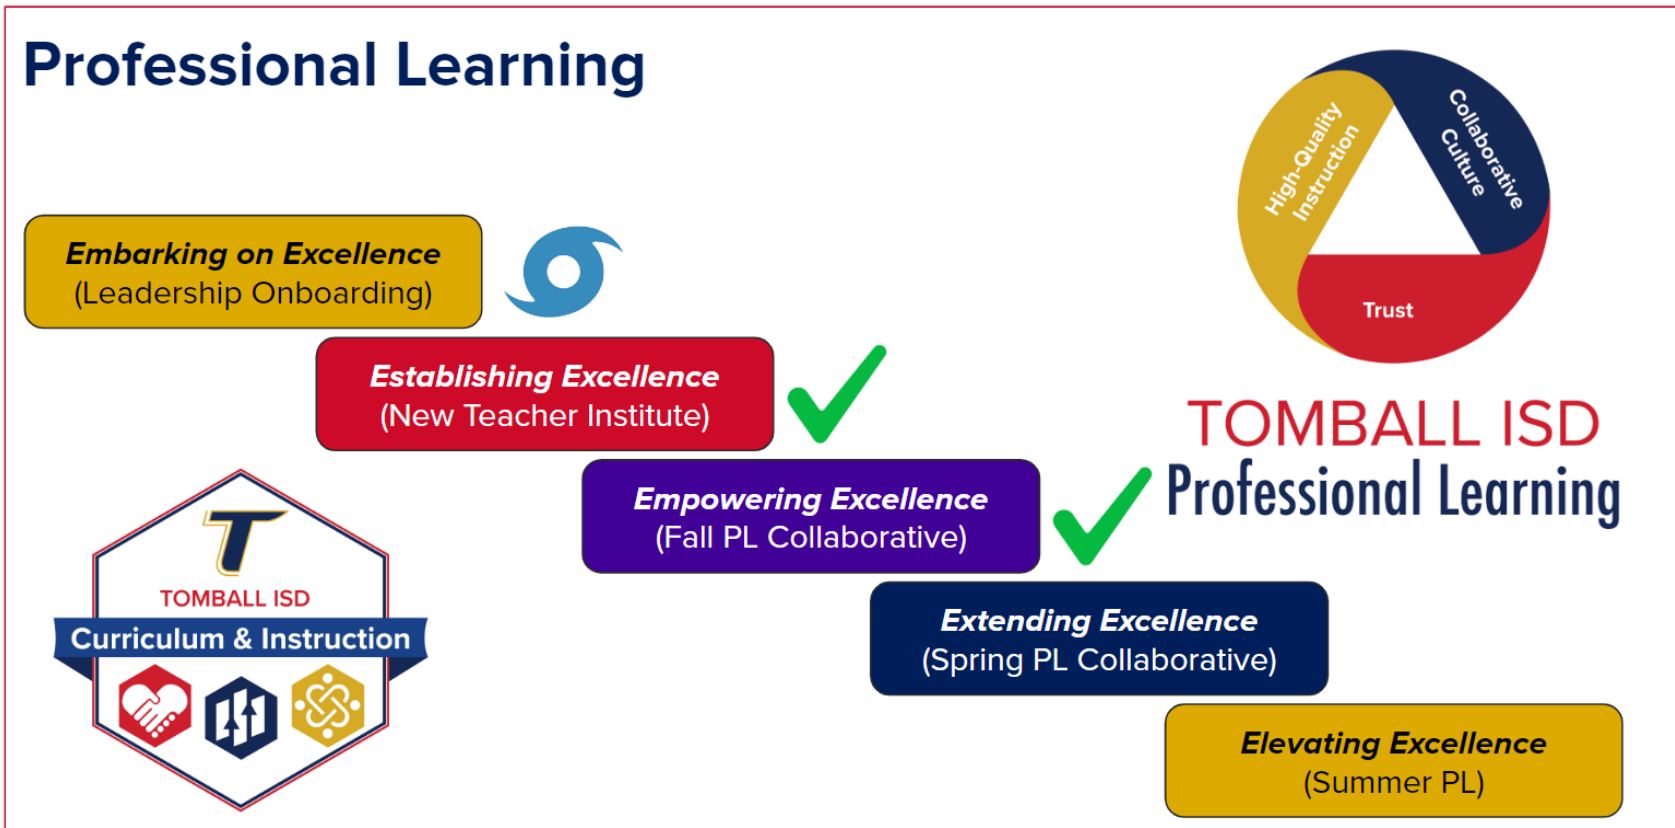 Professional Learning
High-Quality
Instruction
Collaborative
Culture
Trust
TOMBALL ISD
Professional Learning
Embarking on Excellence
(Leadership Onboarding)
Establishing Excellence
(New Teacher Institute)
Empowering Excellence
(Fall PL Collaborative)
Extending Excellence
(Spring PL Collaborative)
Elevating Excellence
(Summer PL)
T
TOMBALL ISD
Curriculum & Instruction